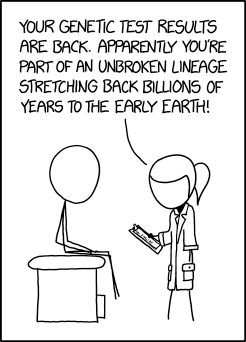 YOUR GENETIC TEST RESULTS
ARE BACK. APPARENTLY YOU'RE
PART OF AN UNBROKEN LINEAGE
STRETCHING BACK BILLIONS OF
YEARS TO THE EARLY EARTH!